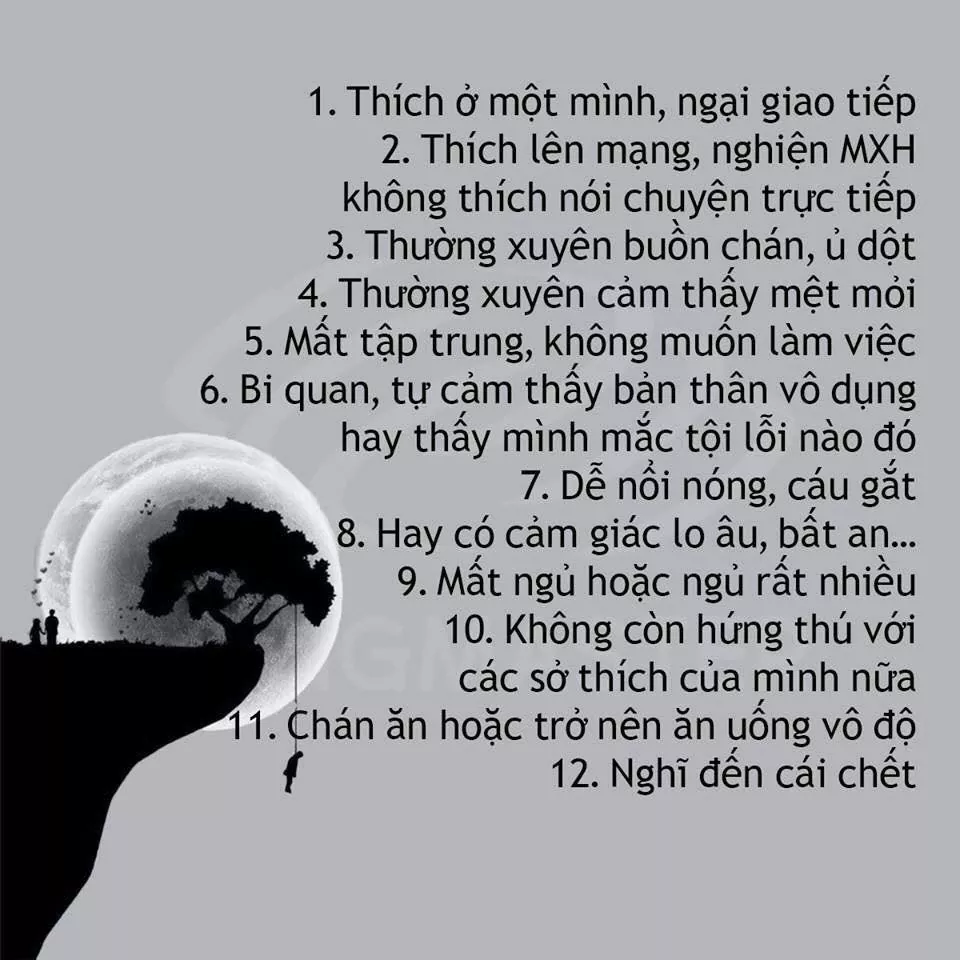 1. Thích ở một mình, ngại giao tiếp
2. Thích lên mạng, nghiện MXH
không thích nói chuyện trực tiếp
3. Thường xuyên buồn chán, ủ dột
4. Thường xuyên cảm thấy mệt mỏi
5. Mất tập trung, không muốn làm việc
6. Bi quan, tự cảm thấy bản thân vô dụng
hay thấy mình mắc tội lỗi nào đó
7. Dễ nổi nóng, cáu gắt
8. Hay có cảm giác lo âu, bất an...
9. Mất ngủ hoặc ngủ rất nhiều
10. Không còn hứng thú với
các sở thích của mình nữa
11. Chán ăn hoặc trở nên ăn uống vô độ
12. Nghĩ đến cái chết